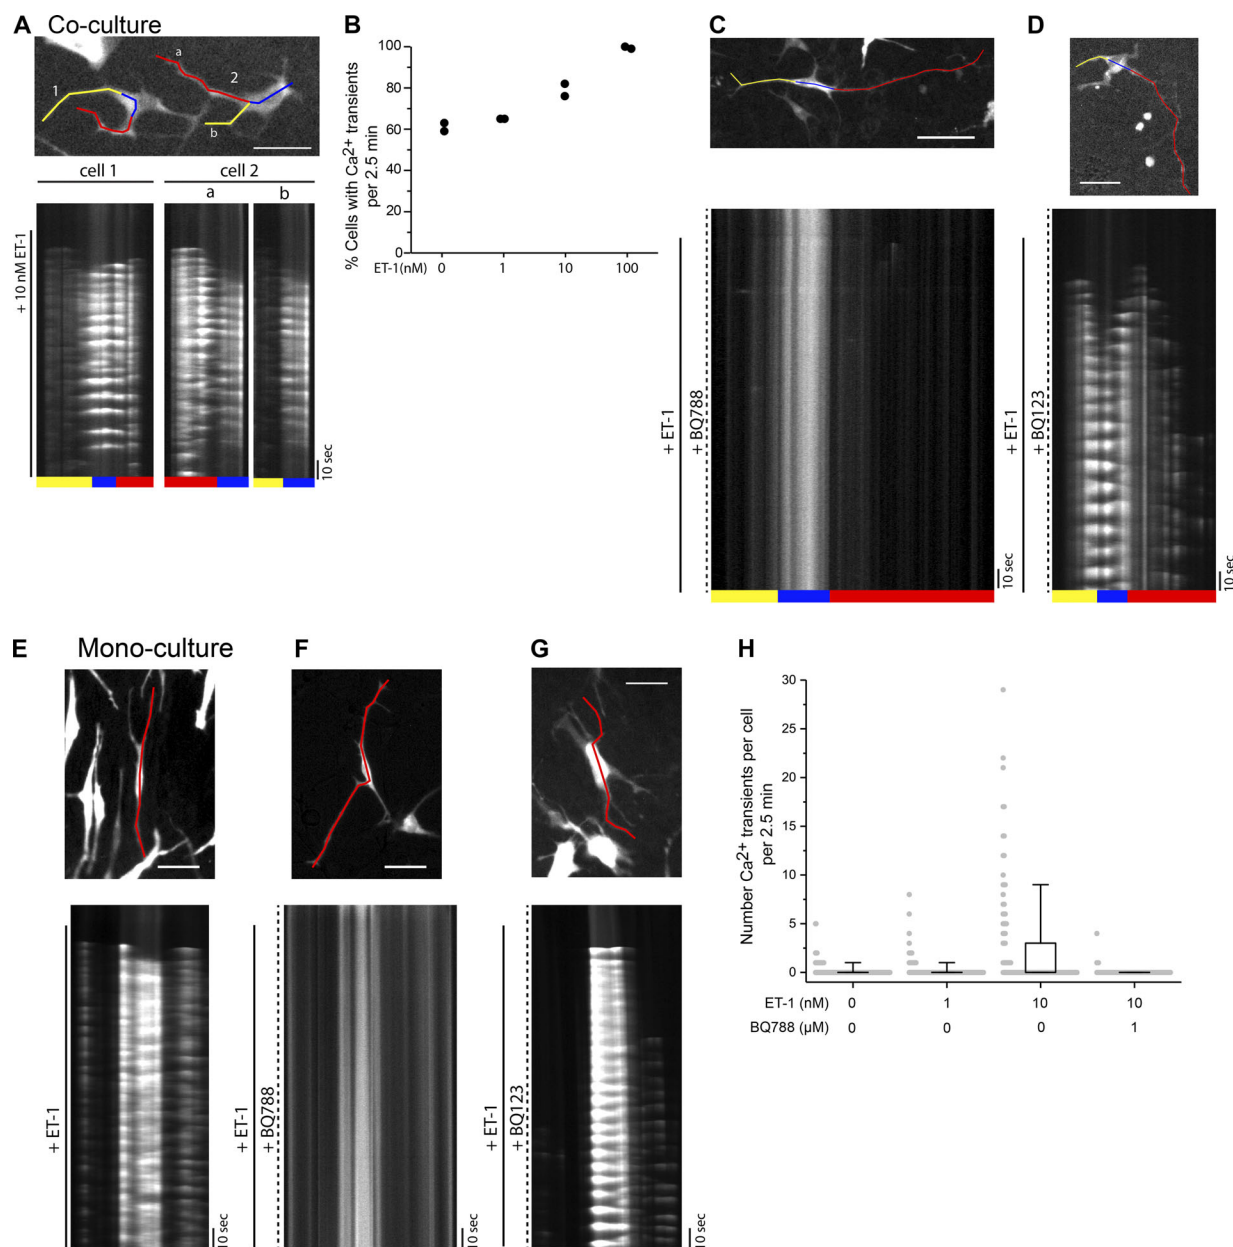 A Co-culture
a
1
2
b
cell 1
cell 2
a
b
+ 10 nM ET-1
10 sec
B
% Cells with Ca2+ transients
per 2.5 min
100
80
60
40
20
0
ET-1(nM) 0 1 10 100
C
+ ET-1
+ BQ788
10 sec
D
+ ET-1
+ BQ123
10 sec
E Mono-culture
+ ET-1
10 sec
F
+ ET-1
+ BQ788
10 sec
G
+ ET-1
+ BQ123
10 sec
H
Number Ca2+ transients per cell
per 2.5 min
30
25
20
15
10
5
0
ET-1 (nM) 0 1 10 10
BQ788 (μM) 0 0 0 1